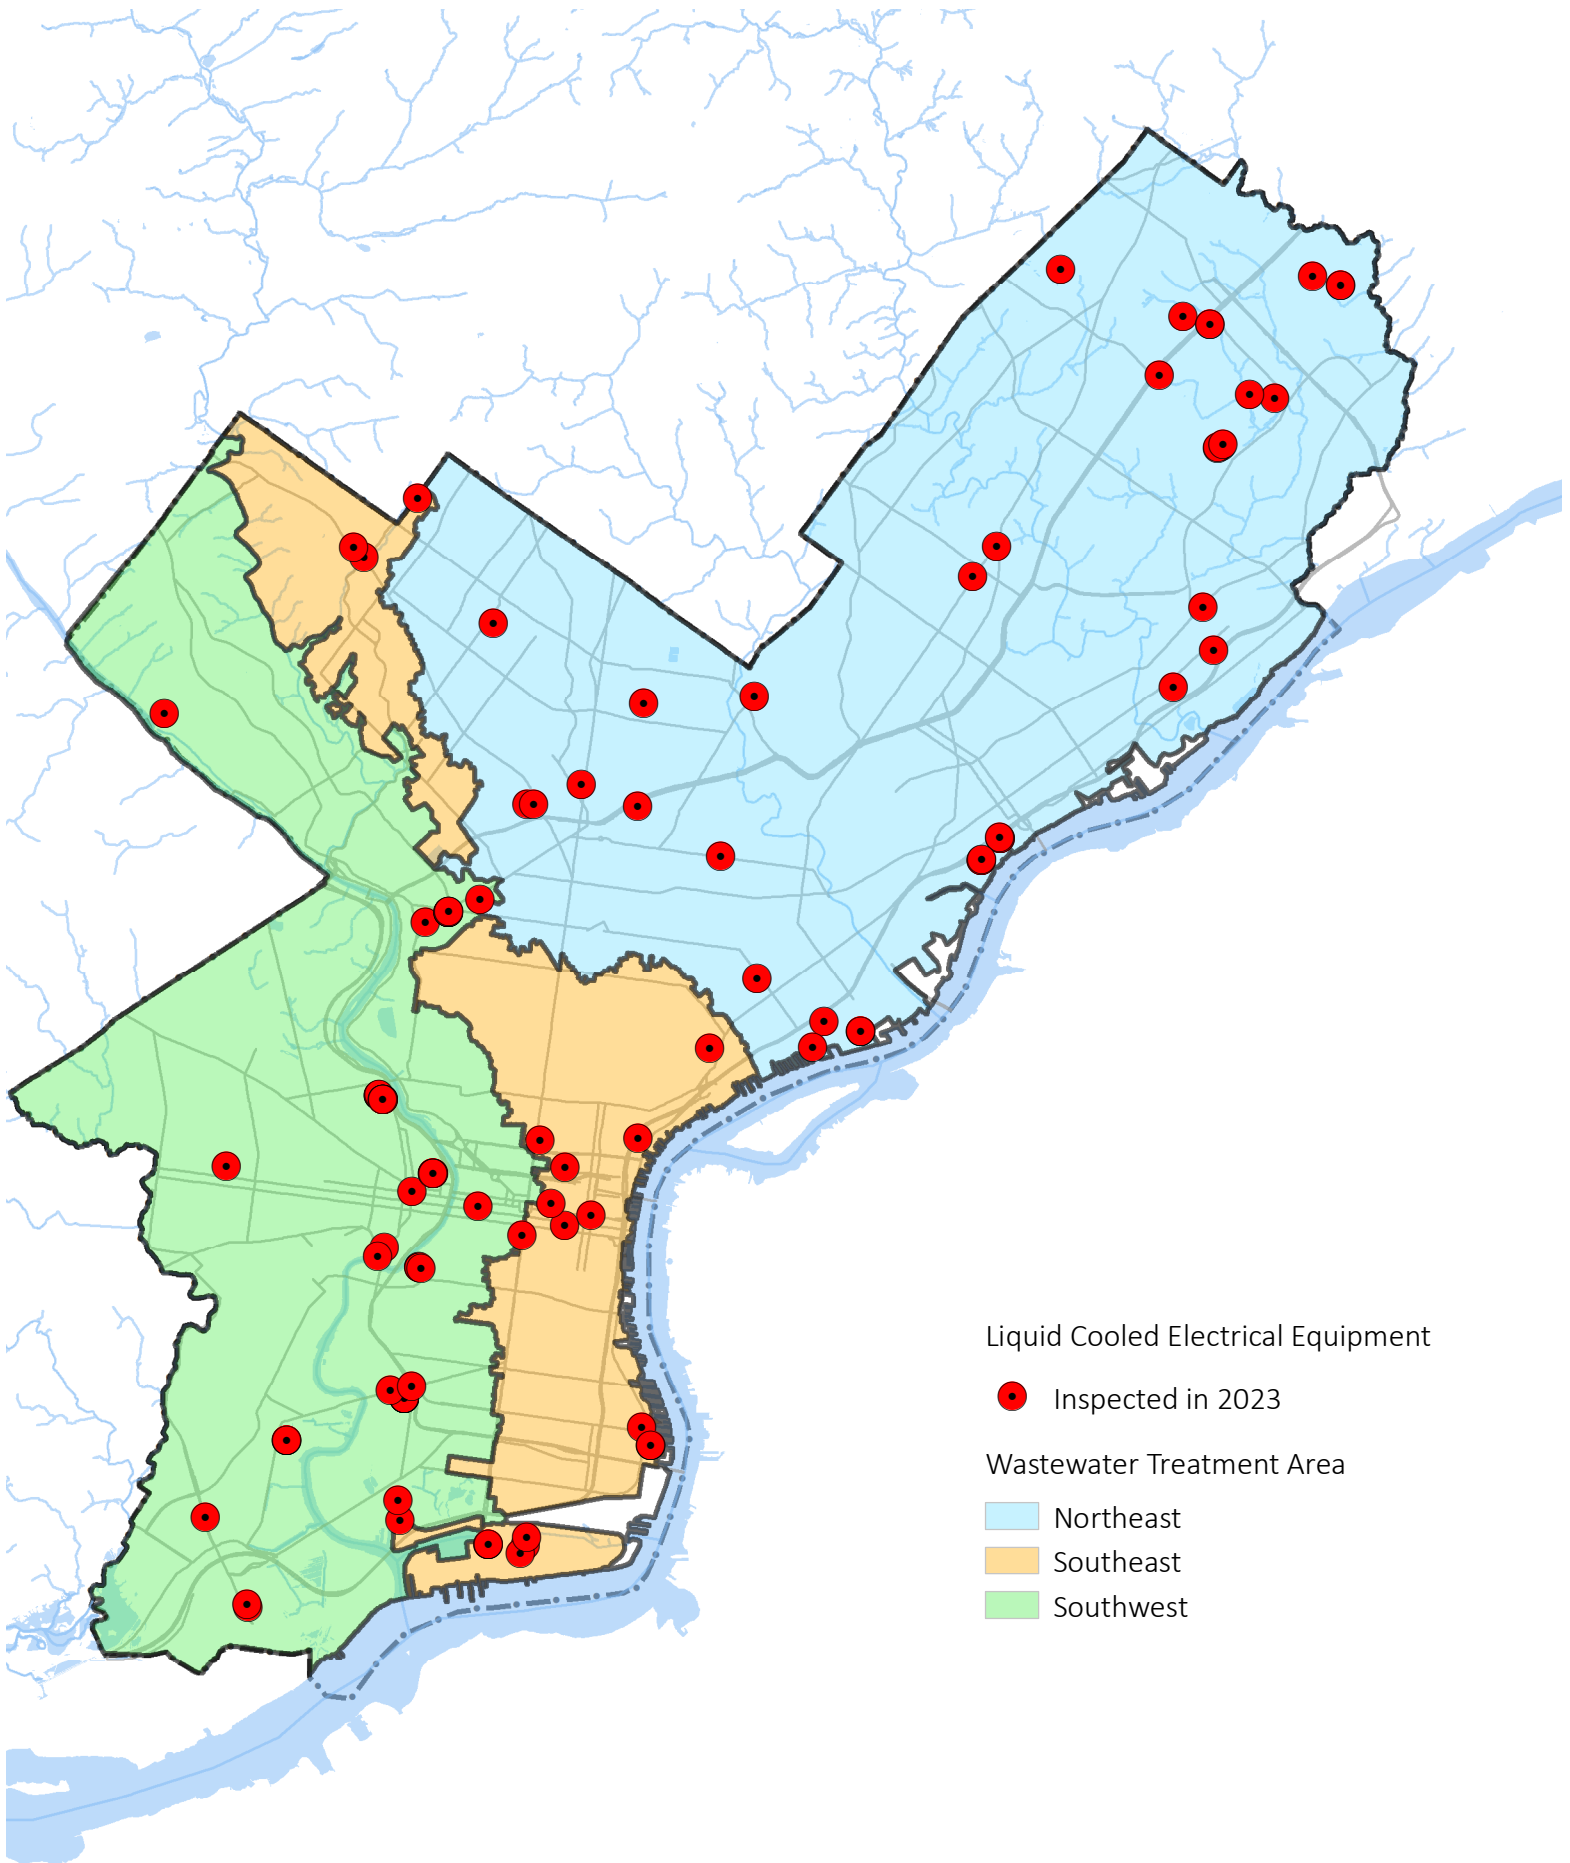 Liquid Cooled Electrical Equipment
Inspected in 2023
Wastewater Treatment Area
Northeast
Southeast
Southwest